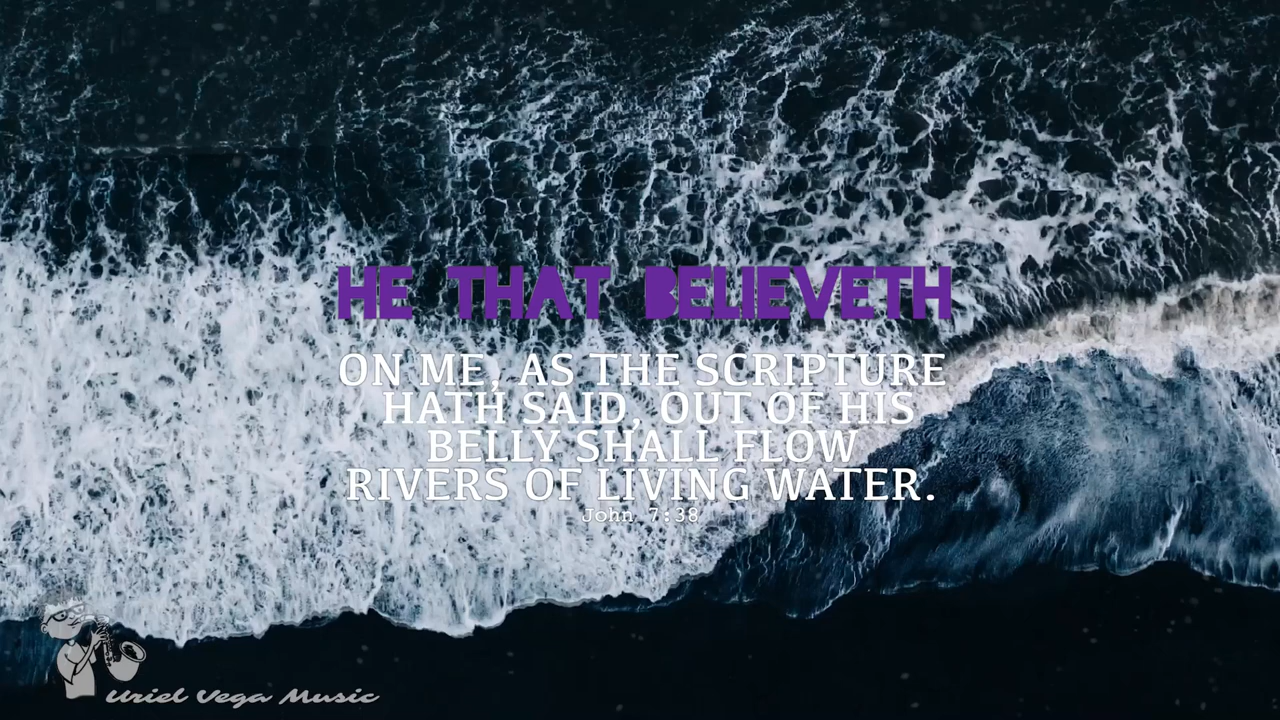 HE THAT BELIEVETH
ON ME, AS THE SCRIPTURE
HATH SAID, OUT OF HIS
BELLY SHALL FLOW
RIVERS OF LIVING WATER.
John 7:38
Uriel Vega Music